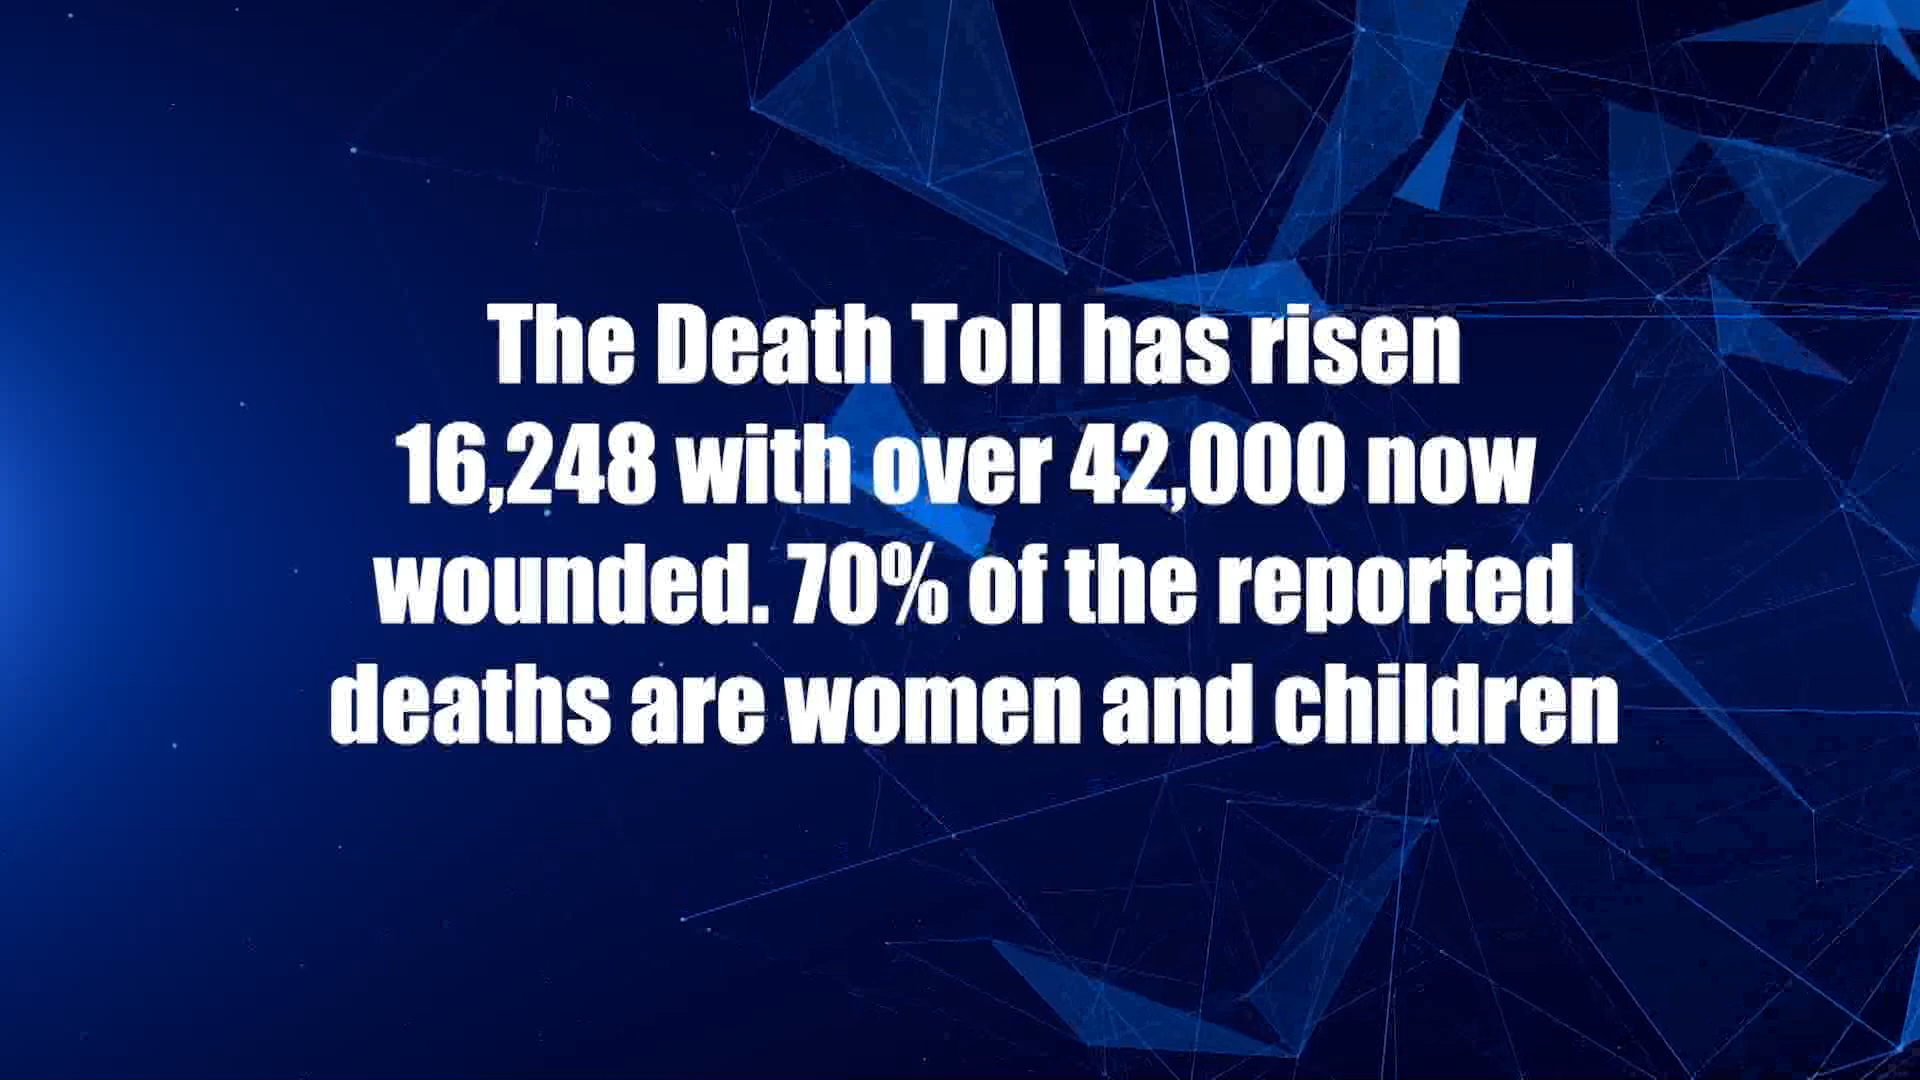 The Death Toll has risen
16,248 with over 42,000 now
wounded. 70% of the reported
deaths are women and children